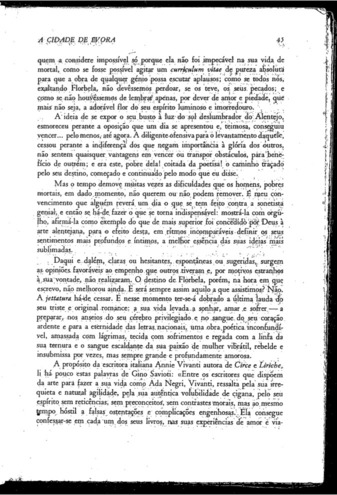 A CIDADE DE ÉVORA 43
quem a considere impossível só porque ela não foi impecável na sua vida de
mortal, como se fosse possível agitar um curriculum vitae de pureza absoluta
para que a obra de qualquer génio possa escutar aplausos; como se todos nós,
exaltando Florbela, não devêssemos perdoar, se os teve, os seus pecados; e
como se não houvéssemos de lembrar apenas, por dever de amor e piedade, que
mais não seja, a adorável flor do seu espírito luminoso e imorredouro.
A ideia de se expor o seu busto à luz do sol deslumbrador do Alentejo,
esmoreceu perante a oposição que um dia se apresentou e, teimosa, conseguiu
vencer... pelo menos, até agora. A diligente ofensiva para o levantamento daquele,
cessou perante a indiferença dos que negam importância à glória dos outros,
não sentem quaisquer vantagens em vencer ou transpor obstáculos, para bene-
fício de outrém; e era este, pobre dela! coitada da poetisa! o caminho traçado
pelo seu destino, começado e continuado pelo modo que eu disse.
Mas o tempo demove muitas vezes as dificuldades que os homens, pobres
mortais, em dado momento, não querem ou não podem remover. E meu con-
vencimento que alguém reverá um dia o que se tem feito contra a sonetista
genial, e então se há-de fazer o que se torna indispensável: mostrá-la com orgu-
lho, afirmá-la como exemplo do que de mais superior foi concedido por Deus à
arte alentejana, para o efeito desta, em ritmos incomparáveis definir os seus
sentimentos mais profundos e íntimos, a melhor essência das suas ideias mais
sublimadas.
Daqui e dalém, claras ou hesitantes, espontâneas ou sugeridas, surgem
as opiniões favoráveis ao empenho que outros tiveram e, por motivos estranhos
à sua vontade, não realizaram. O destino de Florbela, porém, na hora em que
escrevo, não melhorou ainda. E será sempre assim aquilo a que assistimos? Não.
A jettatura há-de cessar. E nesse momento ter-se-á dobrado a última lauda do
seu triste e original romance: a sua vida levada a sonhar, amar e sofrer — a
preparar, nos anseios do seu cérebro privilegiado e no sangue do seu coração
ardente e para a eternidade das letras nacionais, uma obra poética inconfundí-
vel, amassada com lágrimas, tecida com sofrimentos e regada com a linfa da
sua ternura e o sangue escaldante da sua paixão de mulher vibrátil, rebelde e
insubmissa por vezes, mas sempre grande e profundamente amorosa.
A propósito da escritora italiana Annie Vivanti autora de Circe e Liriche,
li há pouco estas palavras de Gino Saviotti: «Entre os escritores que dispõem
da arte para fazer a sua vida como Ada Negri, Vivanti, ressalta pela sua irre-
quieta e natural agilidade, pela sua autêntica volubilidade de cigana, pelo seu
espírito sem reticências, sem preconceitos, sem contrastes morais, mas ao mesmo
tempo hostil a falsas ostentações e complicações engenhosas. Ela consegue
confessar-se em cada um dos seus livros, nas suas experiências de amor e via-